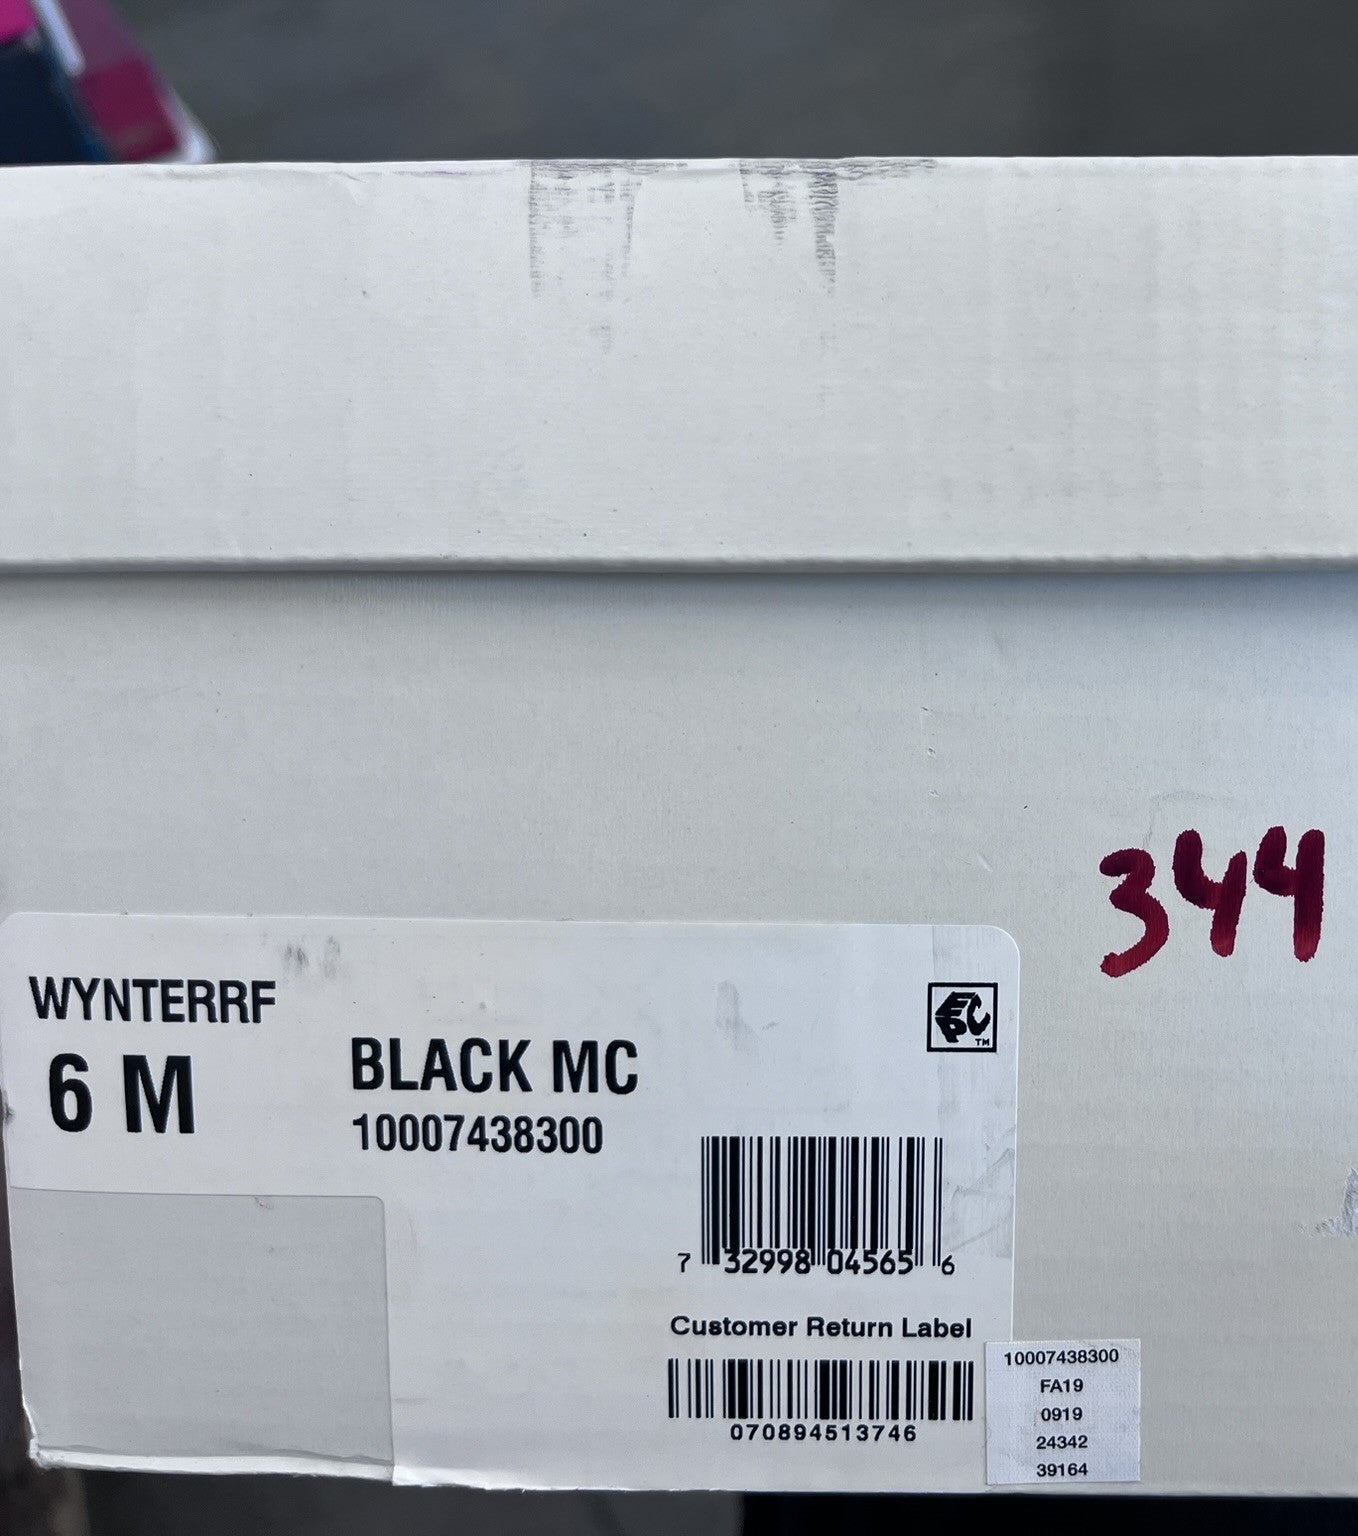 344
WYNTERRF
6 M
BLACK MC
10007438300
TM
7 32998 04565 6
Customer Return Label
070894513746
10007438300
FA19
0919
24342
39164